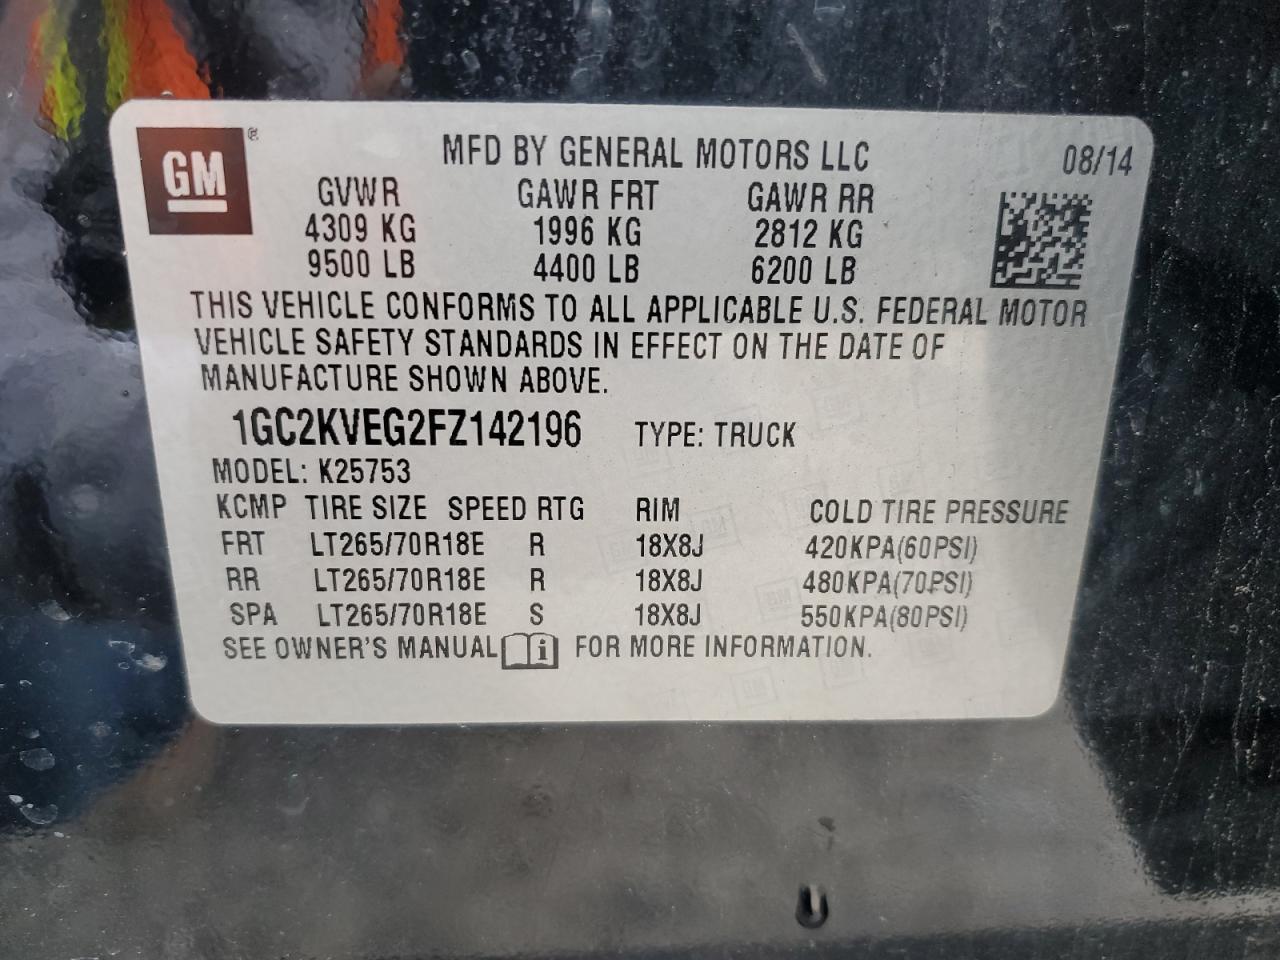 GM ®
MFD BY GENERAL MOTORS LLC 08/14
GVWR GAWR FRT GAWR RR
4309 KG 1996 KG 2812 KG
9500 LB 4400 LB 6200 LB
THIS VEHICLE CONFORMS TO ALL APPLICABLE U.S. FEDERAL MOTOR
VEHICLE SAFETY STANDARDS IN EFFECT ON THE DATE OF
MANUFACTURE SHOWN ABOVE.
1GC2KVEG2FZ142196 TYPE: TRUCK
MODEL: K25753
KCMP TIRE SIZE SPEED RTG RIM COLD TIRE PRESSURE
FRT LT265/70R18E R 18X8J 420KPA(60PSI)
RR LT265/70R18E R 18X8J 480KPA(70PSI)
SPA LT265/70R18E S 18X8J 550KPA(80PSI)
SEE OWNER'S MANUAL i FOR MORE INFORMATION.